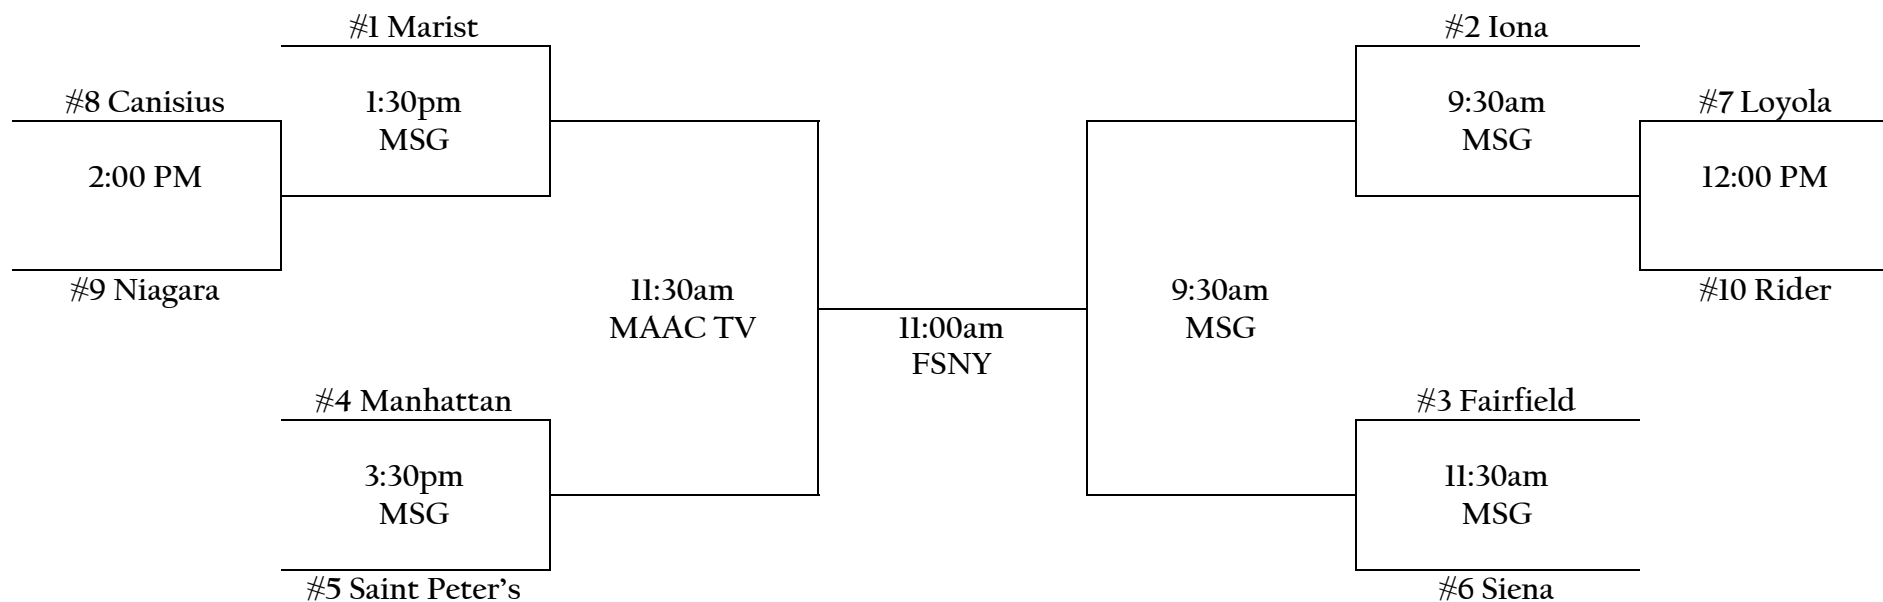 #1 Marist
#2 Iona
#8 Canisius
1:30pm
MSG
9:30am
MSG
#7 Loyola
2:00 PM
12:00 PM
#9 Niagara
11:30am
MAAC TV
11:00am
FSNY
9:30am
MSG
#10 Rider
#4 Manhattan
#3 Fairfield
3:30pm
MSG
11:30am
MSG
#5 Saint Peter’s
#6 Siena